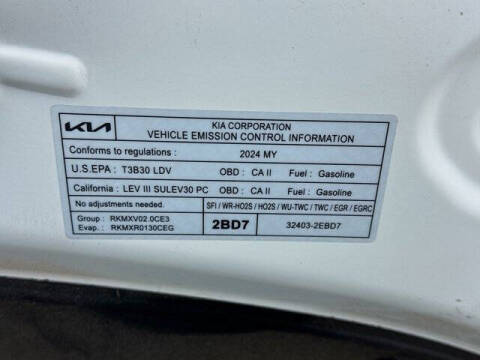 KIA
KIA CORPORATION
VEHICLE EMISSION CONTROL INFORMATION
Conforms to regulations : 2024 MY
U.S.EPA : T3B30 LDV OBD : CA II Fuel : Gasoline
California : LEV III SULEV30 PC OBD : CA II Fuel : Gasoline
No adjustments needed. SFI / WR-HO2S / HO2S / WU-TWC / TWC / EGR / EGRC
Group : RKMXV02.0CE3
Evap. : RKMXR0130CEG
2BD7
32403-2EBD7